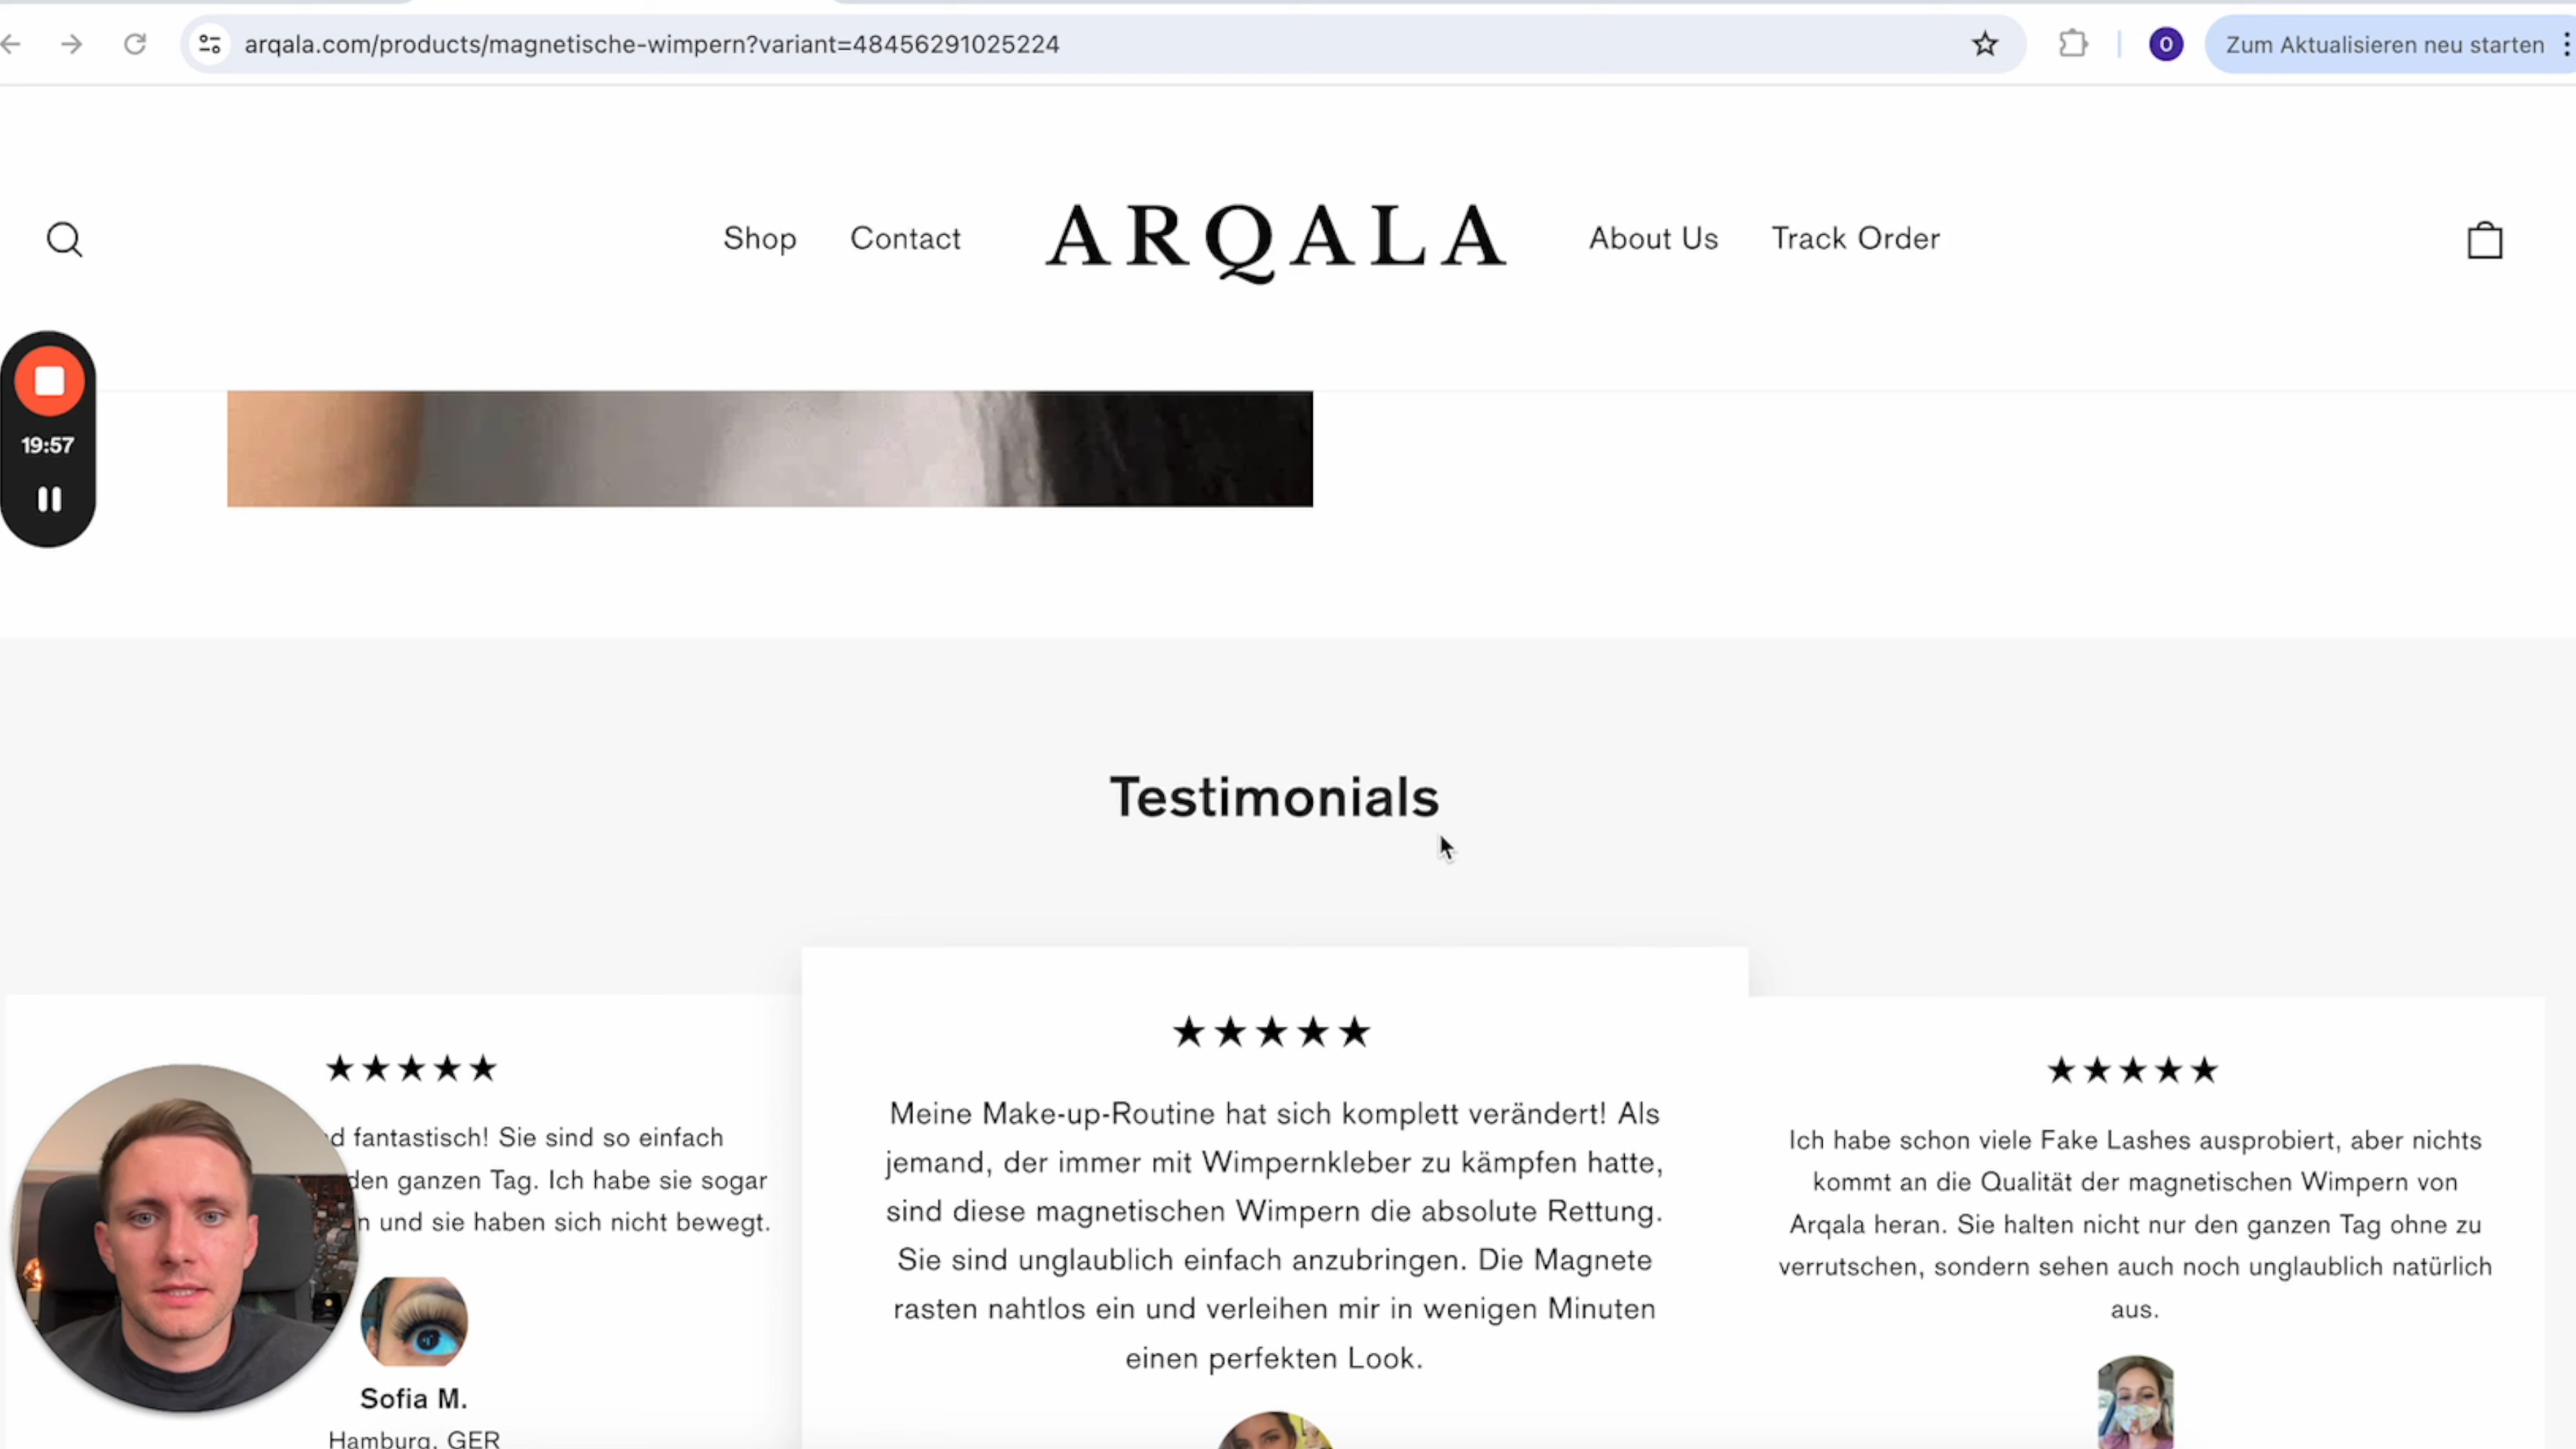 arqala.com/products/magnetische-wimpern?variant=48456291025224
O
Zum Aktualisieren neu starten
Shop
Contact
ARQALA
About Us
Track Order
19:57
Testimonials
★★★★★
fantastisch! Sie sind so einfach
den ganzen Tag. Ich habe sie sogar
und sie haben sich nicht bewegt.
Sofia M.
Hamburg, GER
★★★★★
Meine Make-up-Routine hat sich komplett verändert! Als
jemand, der immer mit Wimpernkleber zu kämpfen hatte,
sind diese magnetischen Wimpern die absolute Rettung.
Sie sind unglaublich einfach anzubringen. Die Magnete
rasten nahtlos ein und verleihen mir in wenigen Minuten
einen perfekten Look.
★★★★★
Ich habe schon viele Fake Lashes ausprobiert, aber nichts
kommt an die Qualität der magnetischen Wimpern von
Arqala heran. Sie halten nicht nur den ganzen Tag ohne zu
verrutschen, sondern sehen auch noch unglaublich natürlich
aus.